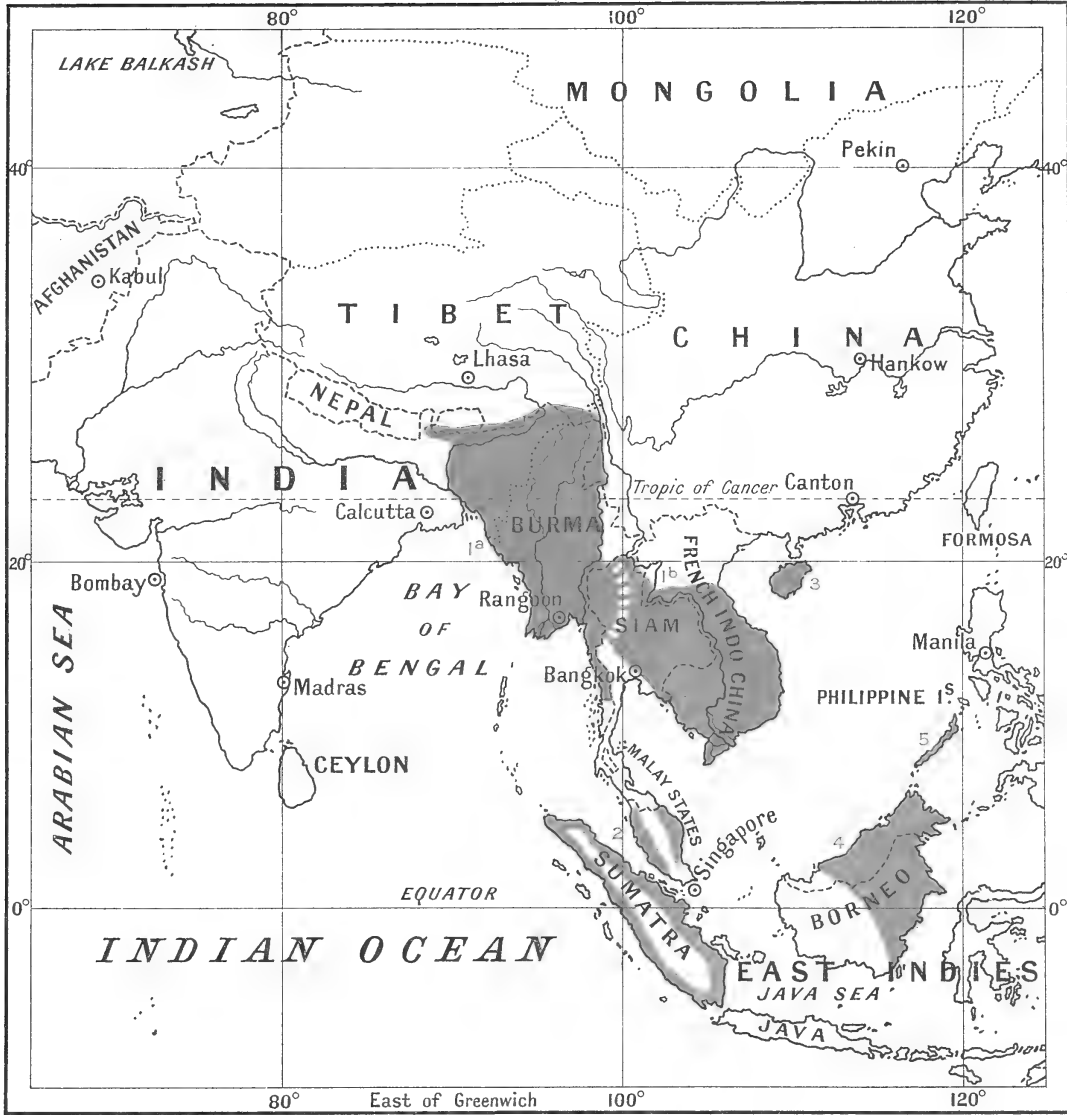 80° 100° 120°
LAKE BALKASH
MONGOLIA
Pekin
40° 40°
AFGHANISTAN
Kabul
TIBET
CHINA
Lhasa
Hankow
NEPAL
INDIA
Tropic of Cancer
Canton
Calcutta
BURMA
1a
FORMOSA
20° 20°
Bombay
BAY
OF
BENGAL
Rangoon
1b
3
FRENCH INDO CHINA
SIAM
ARABIAN SEA
Manila
Bangkok
Madras
PHILIPPINE Is
5
CEYLON
MALAY STATES
2
Singapore
4
SUMATRA
BORNEO
EQUATOR
0° 0°
INDIAN OCEAN
EAST INDIES
JAVA SEA
JAVA
80° East of Greenwich 100° 120°